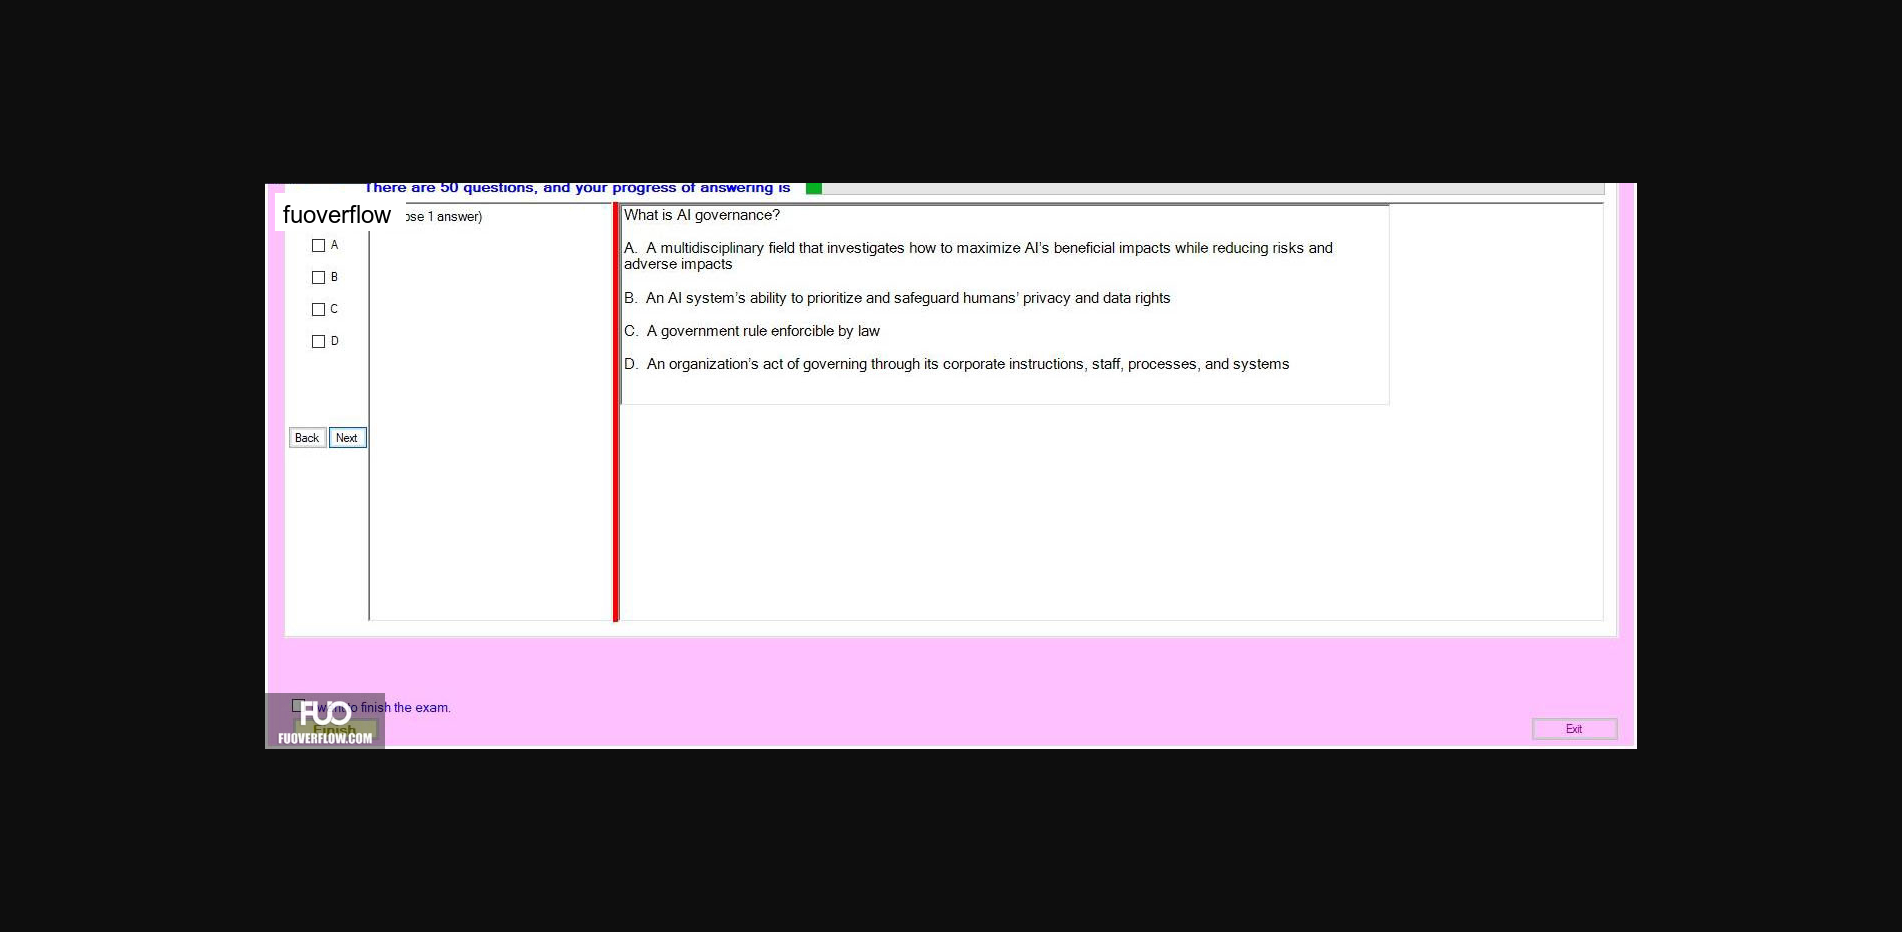 There are 50 questions, and your progress of answering is
fuoverflow
ose 1 answer)
A
B
C
D
Back Next
What is AI governance?
A. A multidisciplinary field that investigates how to maximize AI's beneficial impacts while reducing risks and
adverse impacts
B. An AI system's ability to prioritize and safeguard humans' privacy and data rights
C. A government rule enforcible by law
D. An organization's act of governing through its corporate instructions, staff, processes, and systems
I want to finish the exam.
FUO
Finish
FUOVERFLOW.COM
Exit